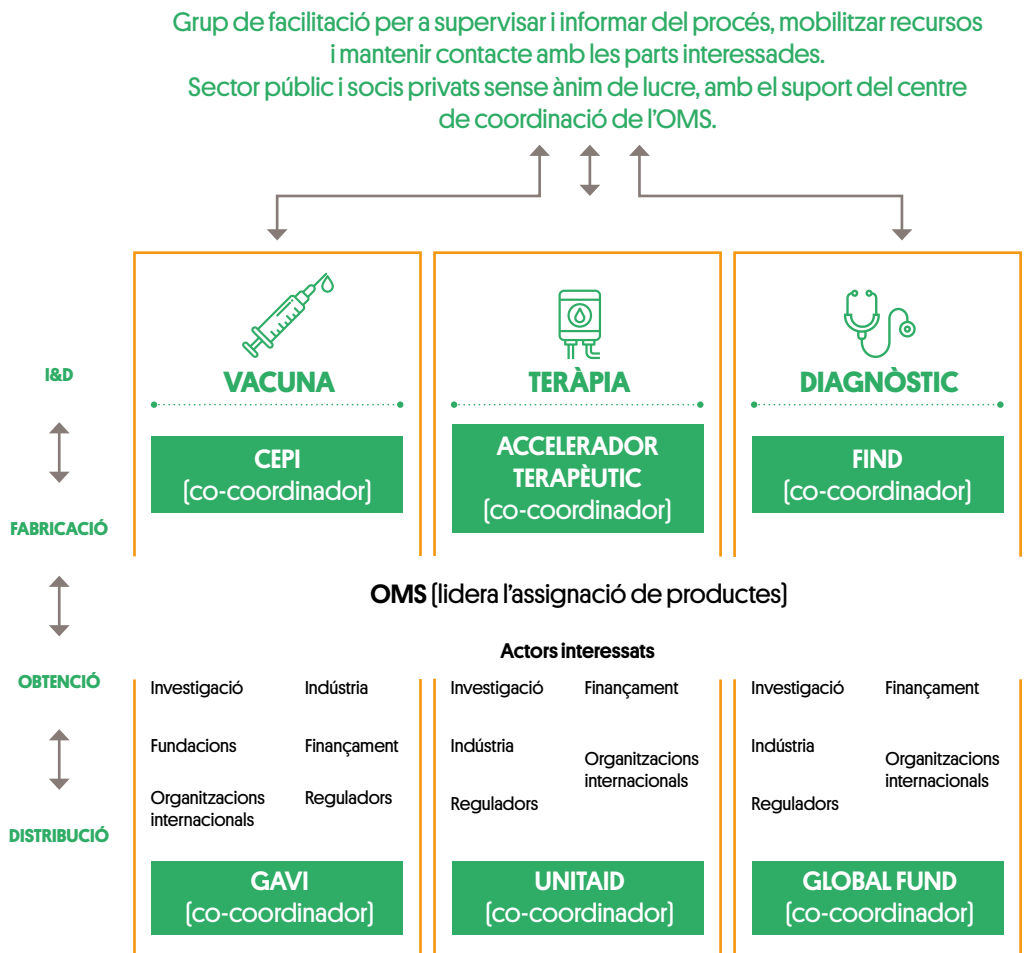 Grup de facilitació per a supervisar i informar del procés, mobilitzar recursos
i mantenir contacte amb les parts interessades.
Sector públic i socis privats sense ànim de lucre, amb el suport del centre
de coordinació de l'OMS.
I&D
FABRICACIÓ
OBTENCIÓ
DISTRIBUCIÓ
VACUNA
CEPI
(co-coordinador)
TERÀPIA
ACCELERADOR
TERAPÈUTIC
(co-coordinador)
DIAGNÒSTIC
FIND
(co-coordinador)
OMS (lidera l'assignació de productes)
Actors interessats
Investigació
Indústria
Fundacions
Finançament
Organitzacions
internacionals
Reguladors
GAVI
(co-coordinador)
Investigació
Finançament
Indústria
Organitzacions
internacionals
Reguladors
UNITAID
(co-coordinador)
Investigació
Finançament
Indústria
Organitzacions
internacionals
Reguladors
GLOBAL FUND
(co-coordinador)